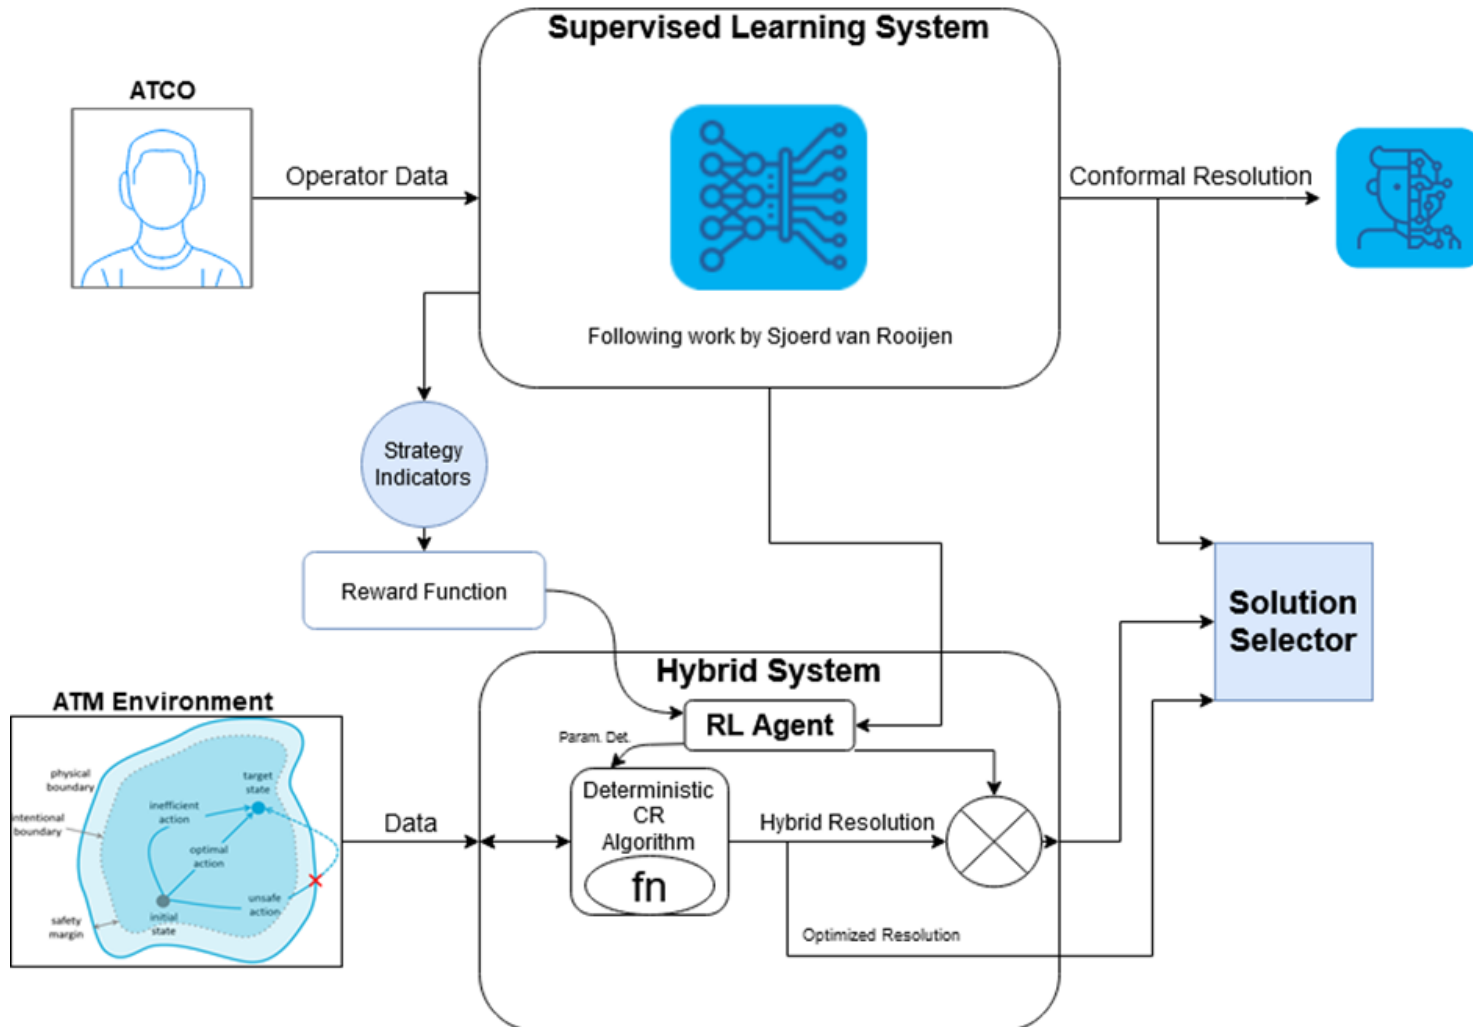 Supervised Learning System
ATCO
Operator Data
Conformal Resolution
Following work by Sjoerd van Rooijen
Strategy
Indicators
Reward Function
Solution
Selector
Hybrid System
ATM Environment
RL Agent
Param. Det.
physical
boundary
target
state
intentional
boundary
inefficient
action
optimal
action
unsafe
action
safety
margin
initial
state
Data
Deterministic
CR
Algorithm
fn
Hybrid Resolution
Optimized Resolution